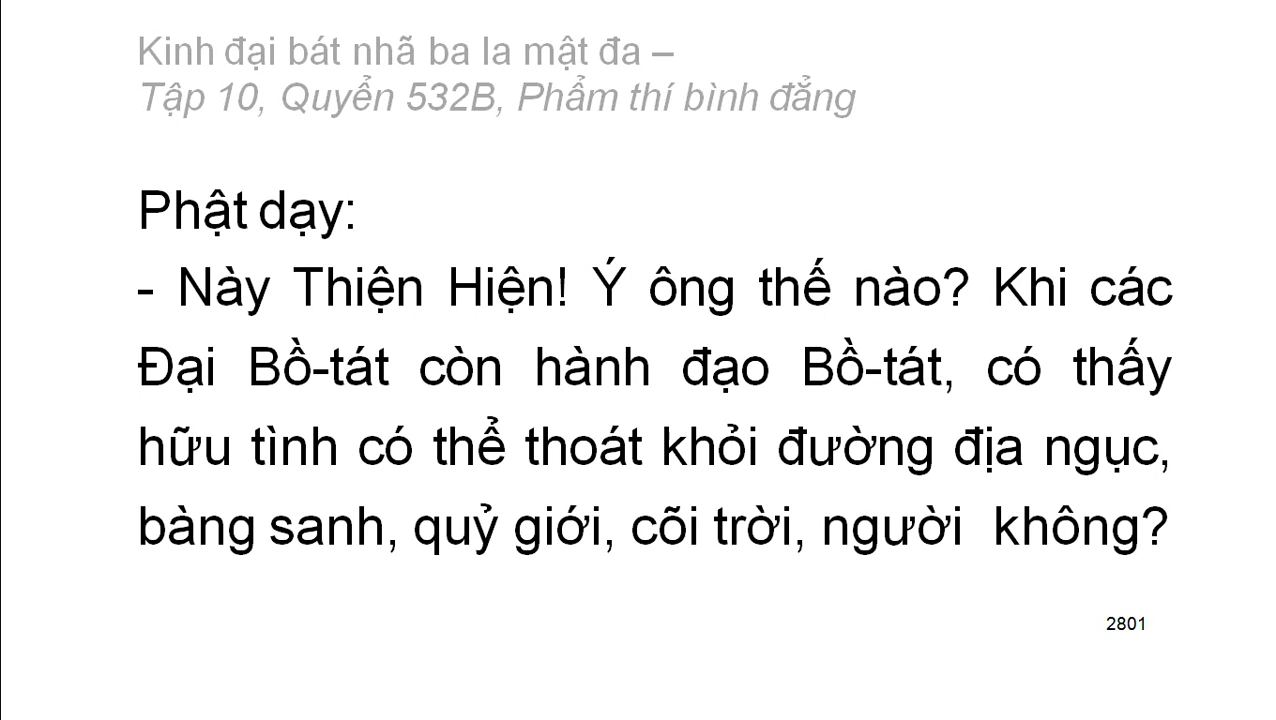 Kinh đại bát nhã ba la mật đa –
Tập 10, Quyển 532B, Phẩm thí bình đẳng
Phật dạy:
- Này Thiện Hiện! Ý ông thế nào? Khi các
Đại Bồ-tát còn hành đạo Bồ-tát, có thấy
hữu tình có thể thoát khỏi đường địa ngục,
bàng sanh, quỷ giới, cõi trời, người không?
2801